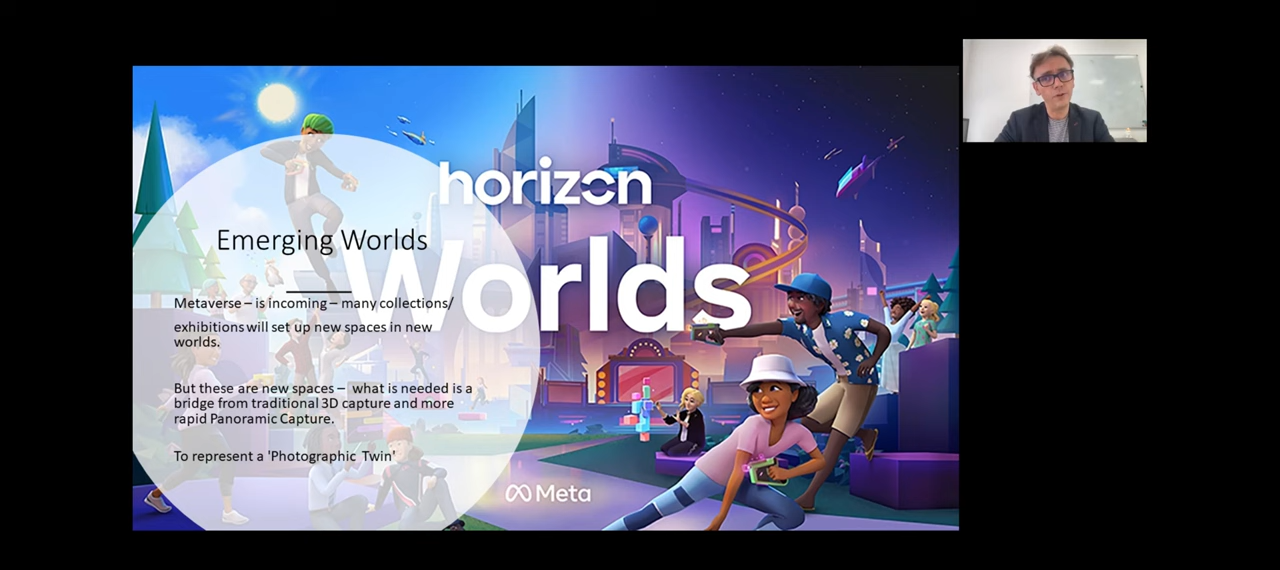 horizon
Worlds
Emerging Worlds
Metaverse – is incoming – many collections/
exhibitions will set up new spaces in new
worlds.
But these are new spaces – what is needed is a
bridge from traditional 3D capture and more
rapid Panoramic Capture.
To represent a 'Photographic Twin'
Meta